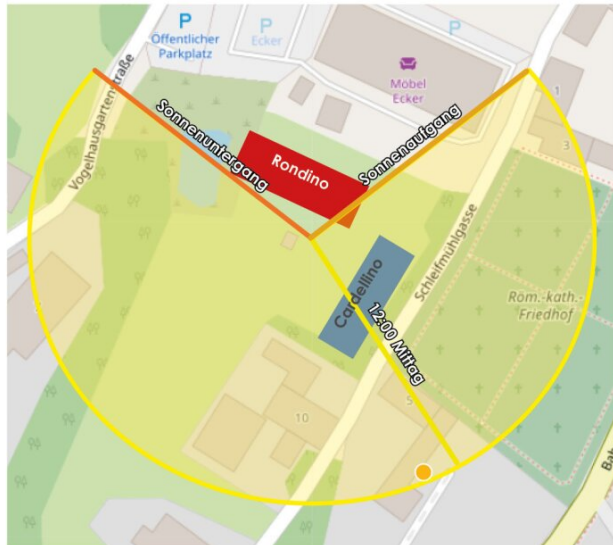 P
P
P
Öffentlicher
Parkplatz
Ecker
Möbel
Ecker
Vogelhausgartenstraße
Sonnenuntergang
Rondino
Sonnenaufgang
1
3
Cardellino
Schleifmühlgasse
12:00 Mittag
Röm.-kath.-
Friedhof
10
5
Bah